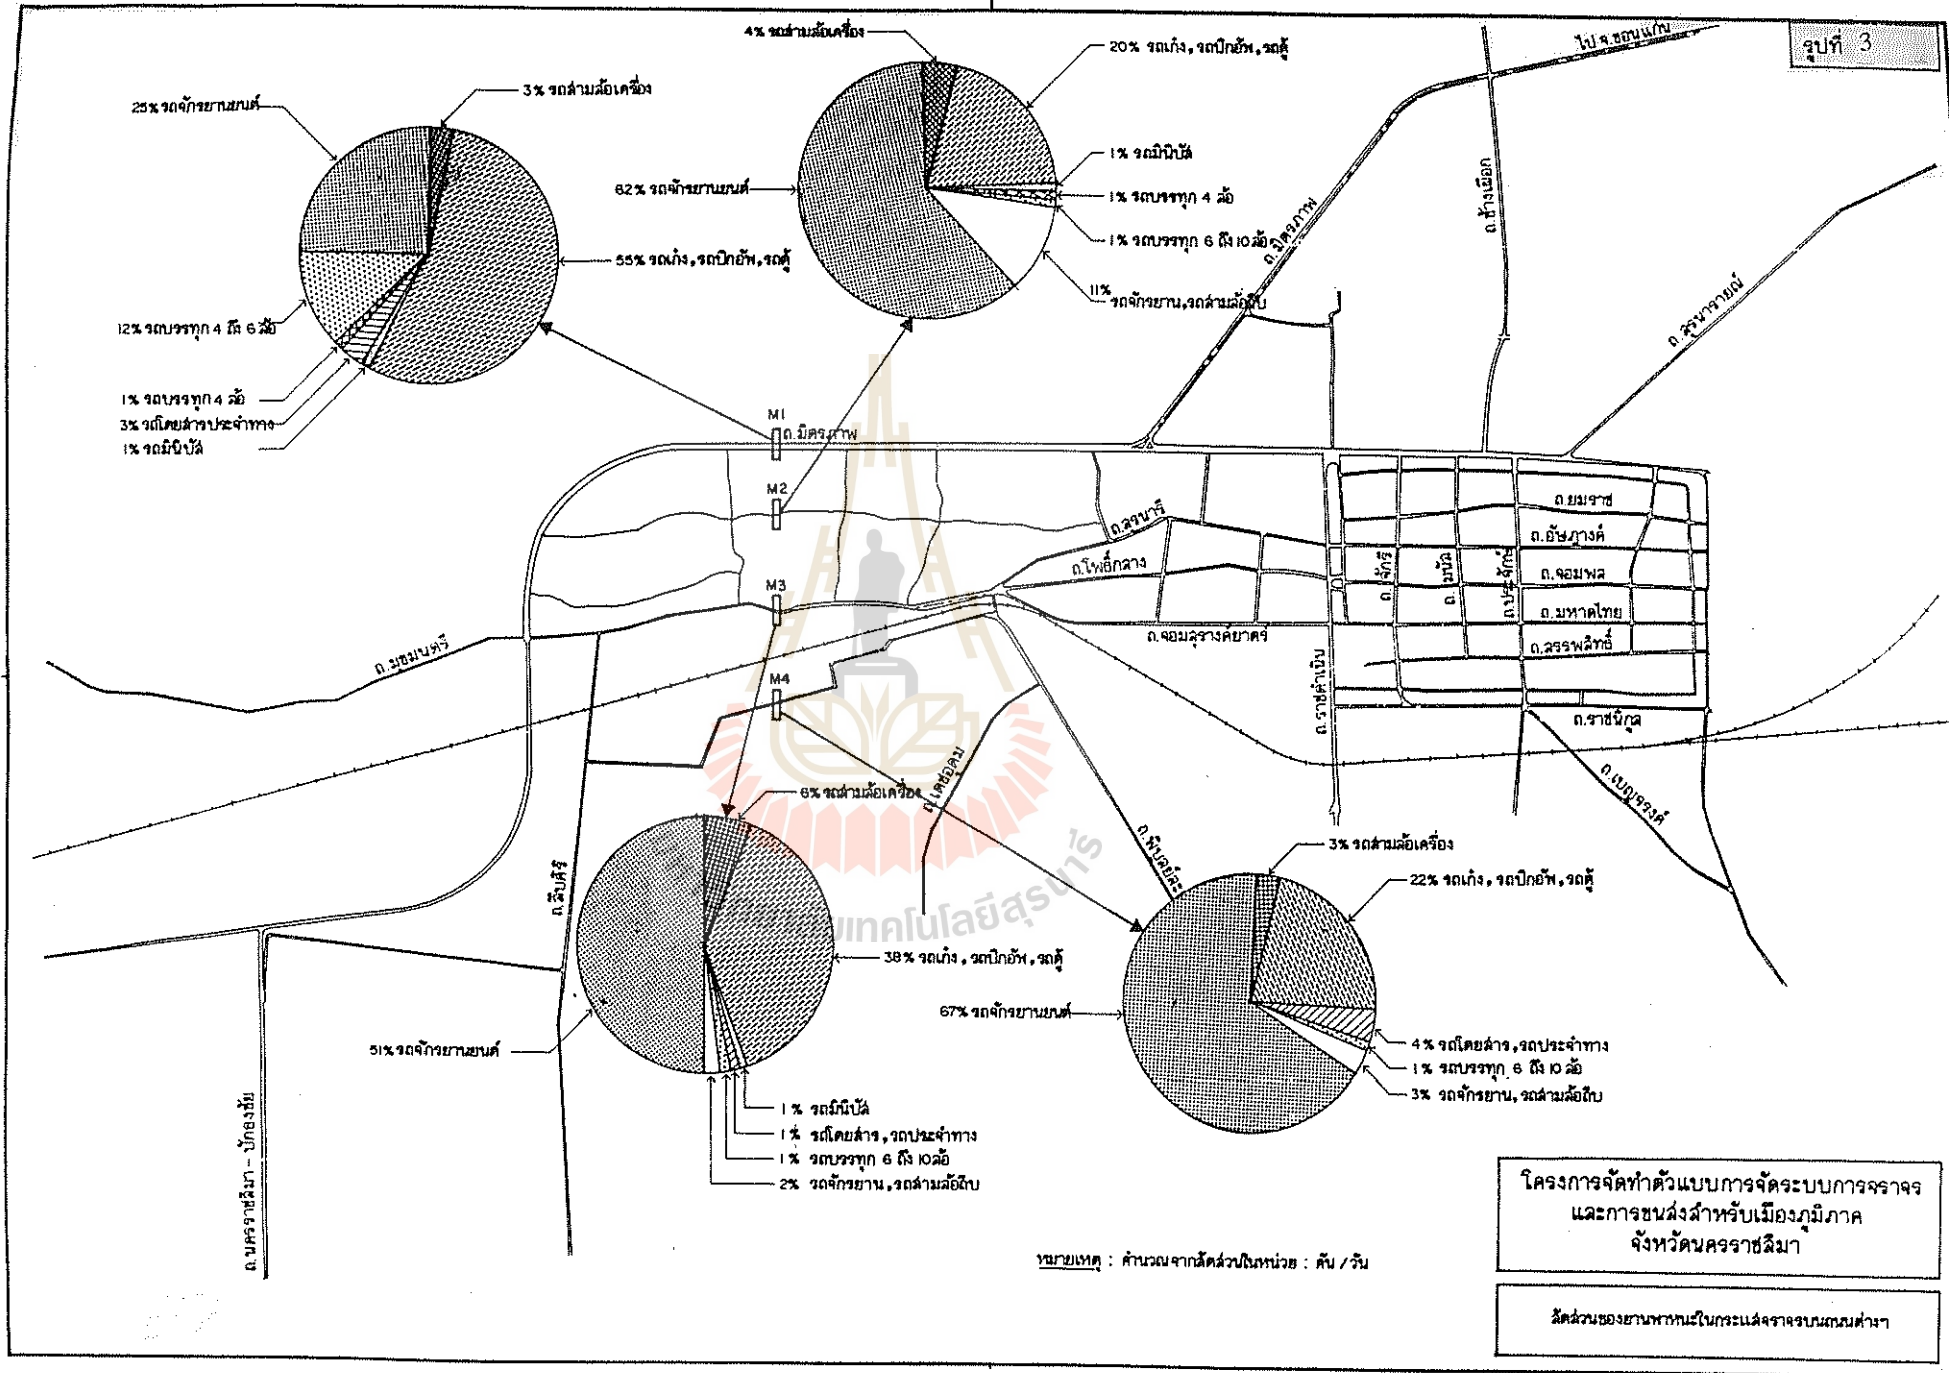 รูปที่ 3
4% รถสามล้อเครื่อง
20% รถเก๋ง, รถปิกอัพ, รถตู้
1% รถมินิบัส
1% รถบรรทุก 4 ล้อ
1% รถบรรทุก 6 ถึง 10 ล้อ
11%
รถจักรยาน, รถสามล้อถีบ
62% รถจักรยานยนต์
25% รถจักรยานยนต์
3% รถสามล้อเครื่อง
55% รถเก๋ง, รถปิกอัพ, รถตู้
12% รถบรรทุก 4 ถึง 6 ล้อ
1% รถบรรทุก 4 ล้อ
3% รถโดยสารประจำทาง
1% รถมินิบัส
ไป จ.ขอนแก่น
ถ.มิตรภาพ
ถ.ช้างเผือก
ถ.สุรนารายณ์
M1
ถ.มิตรภาพ
M2
M3
M4
ถ.สุรนารี
ถ.โพธิ์กลาง
ถ.จอมสุรางค์ยาตร์
ถ.มุขมนตรี
ถ.ราชดำเนิน
ถ.จักรี
ถ.มนัส
ถ.ประจักษ์
ถ.ยมราช
ถ.อัษฎางค์
ถ.จอมพล
ถ.มหาดไทย
ถ.สรรพสิทธิ์
ถ.ราชนิกูล
ถ.เบญจรงค์
ถ.เดชอุดม
ถ.พิบูลย์ละ
ถ.สืบศิริ
ถ.นครราชสีมา - ปักธงชัย
6% รถสามล้อเครื่อง
38% รถเก๋ง, รถปิกอัพ, รถตู้
51% รถจักรยานยนต์
1% รถมินิบัส
1% รถโดยสาร, รถประจำทาง
1% รถบรรทุก 6 ถึง 10 ล้อ
2% รถจักรยาน, รถสามล้อถีบ
3% รถสามล้อเครื่อง
22% รถเก๋ง, รถปิกอัพ, รถตู้
67% รถจักรยานยนต์
4% รถโดยสาร, รถประจำทาง
1% รถบรรทุก 6 ถึง 10 ล้อ
3% รถจักรยาน, รถสามล้อถีบ
เทคโนโลยีสุรนารี
หมายเหตุ : คำนวณจากสัดส่วนในหน่วย : คัน / วัน
โครงการจัดทำตัวแบบการจัดระบบการจราจร
และการขนส่งสำหรับเมืองภูมิภาค
จังหวัดนครราชสีมา
สัดส่วนของยานพาหนะในกระแสจราจรบนถนนต่างๆ